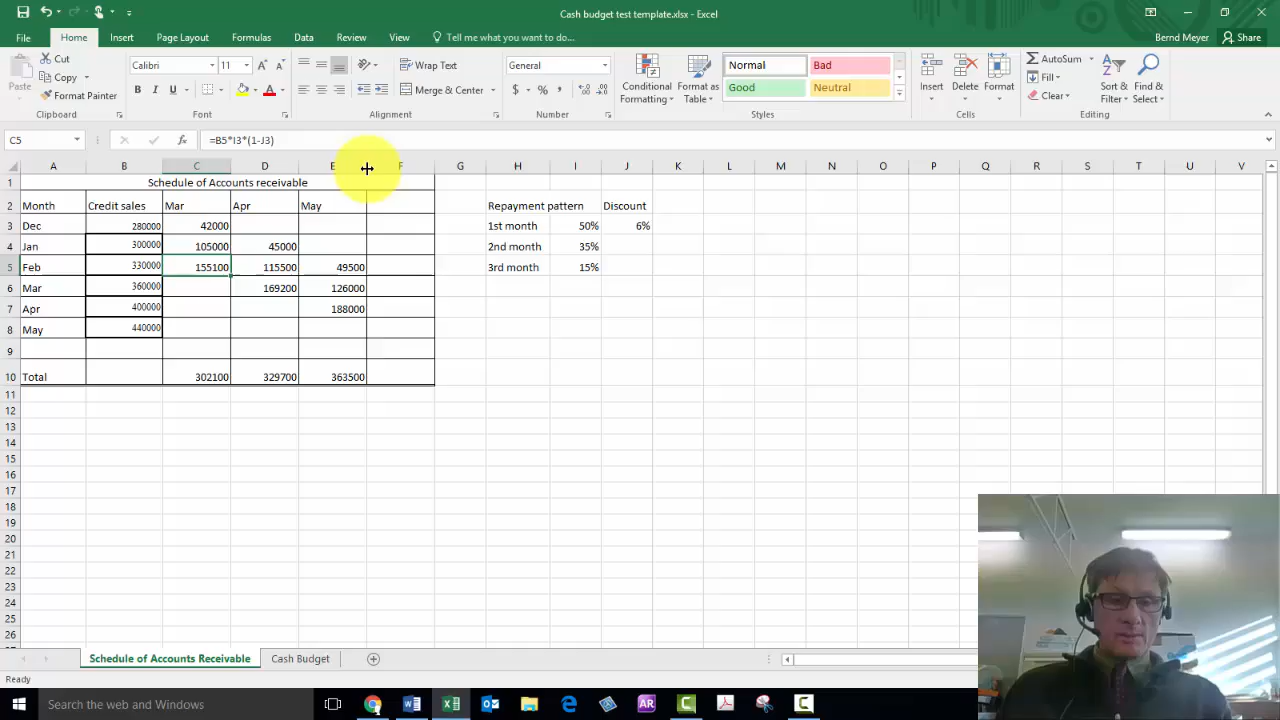 Cash budget test template.xlsx - Excel
File Home Insert Page Layout Formulas Data Review View Tell me what you want to do... Bernd Meyer Share
Cut Calibri 11 Wrap Text General Normal Bad AutoSum
Paste Copy Conditional Formatting Format as Table Insert Delete Format Fill Sort & Filter Find & Select
Format Painter B I U A Merge & Center $ % Good Neutral Clear
Clipboard Font Alignment Number Styles Cells Editing
C5 fx =B5*I3*(1-J3)
A B C D E F G H I J K L M N O P Q R S T U V
1 Schedule of Accounts receivable
2 Month Credit sales Mar Apr May Repayment pattern Discount
3 Dec 280000 42000 1st month 50% 6%
4 Jan 300000 105000 45000 2nd month 35%
5 Feb 330000 155100 115500 49500 3rd month 15%
6 Mar 360000 169200 126000
7 Apr 400000 188000
8 May 440000
9
10 Total 302100 329700 363500
11
12
13
14
15
16
17
18
19
20
21
22
23
24
25
26
Schedule of Accounts Receivable Cash Budget
Ready
Search the web and Windows